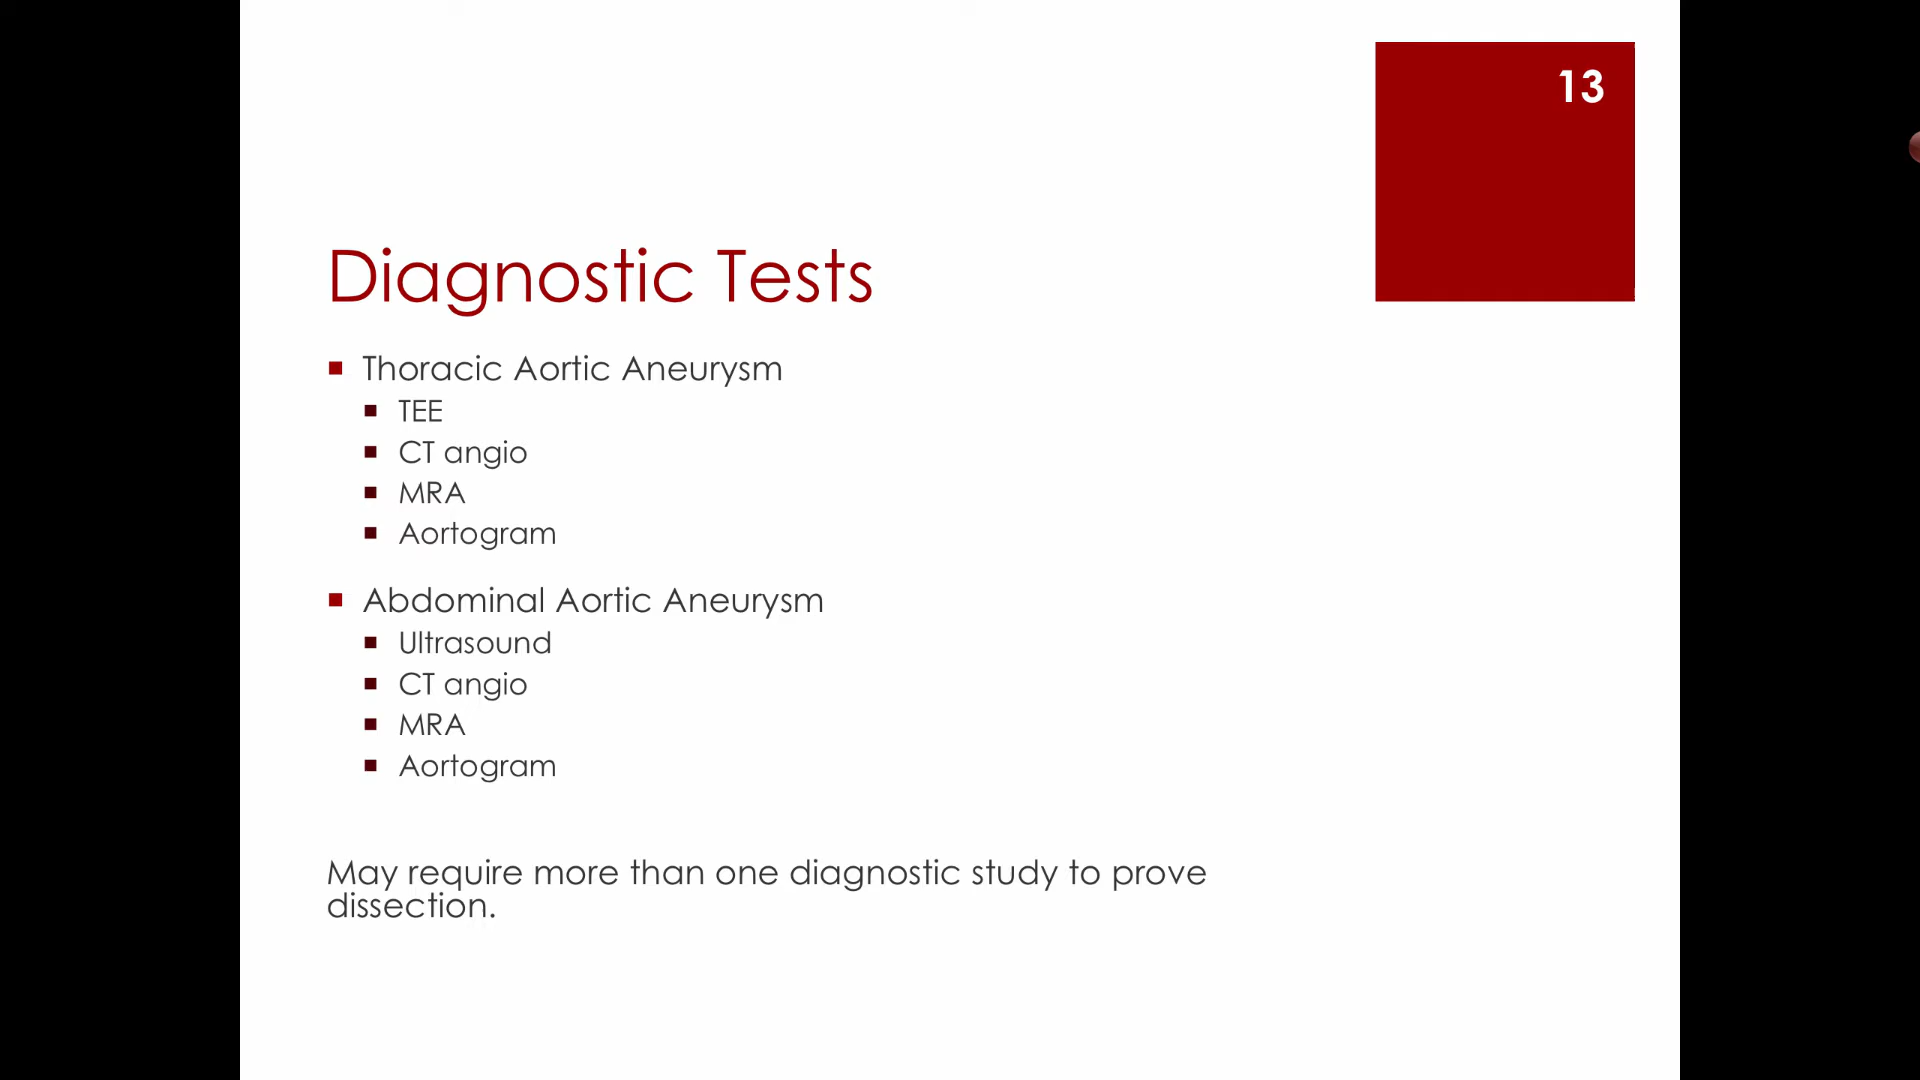 13
Diagnostic Tests
Thoracic Aortic Aneurysm
TEE
CT angio
MRA
Aortogram
Abdominal Aortic Aneurysm
Ultrasound
CT angio
MRA
Aortogram
May require more than one diagnostic study to prove
dissection.